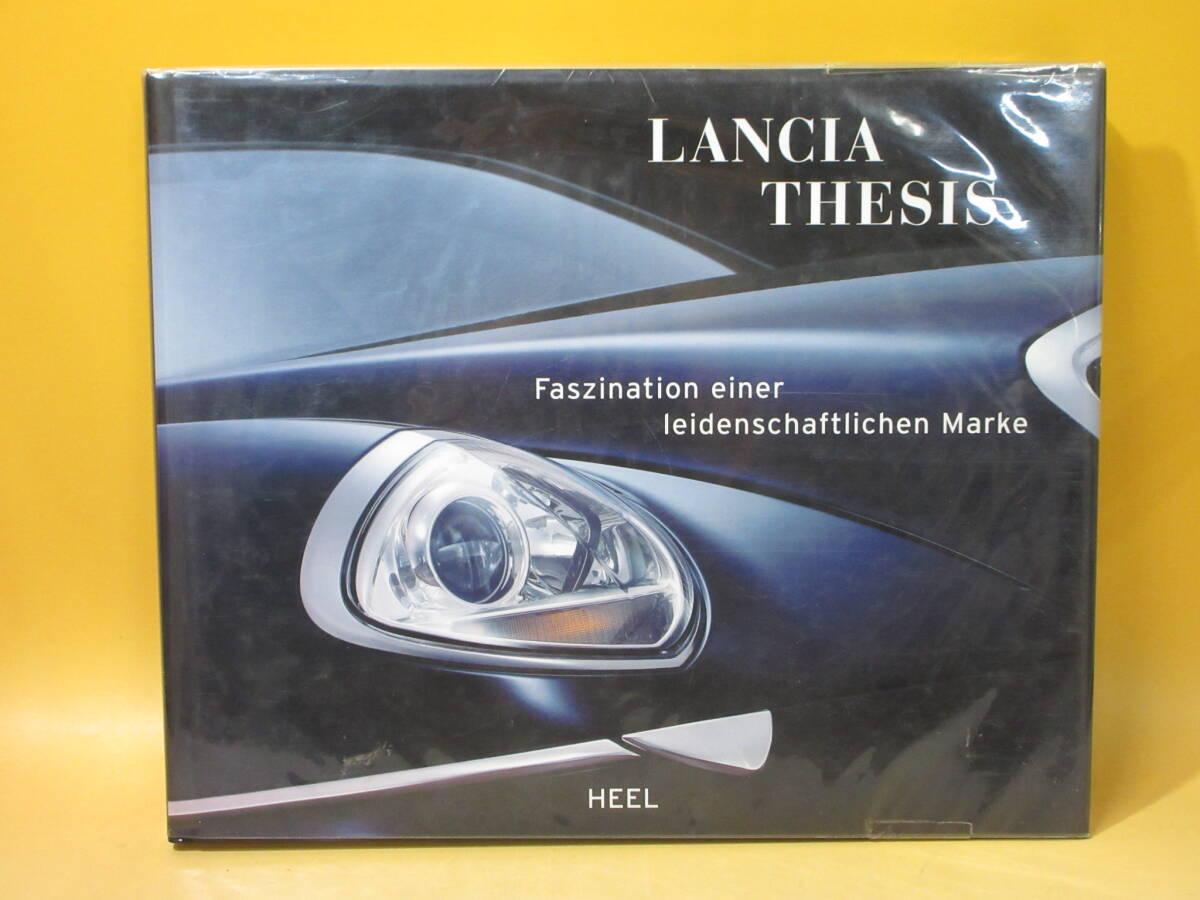 LANCIA
THESIS
Faszination einer
leidenschaftlichen Marke
HEEL